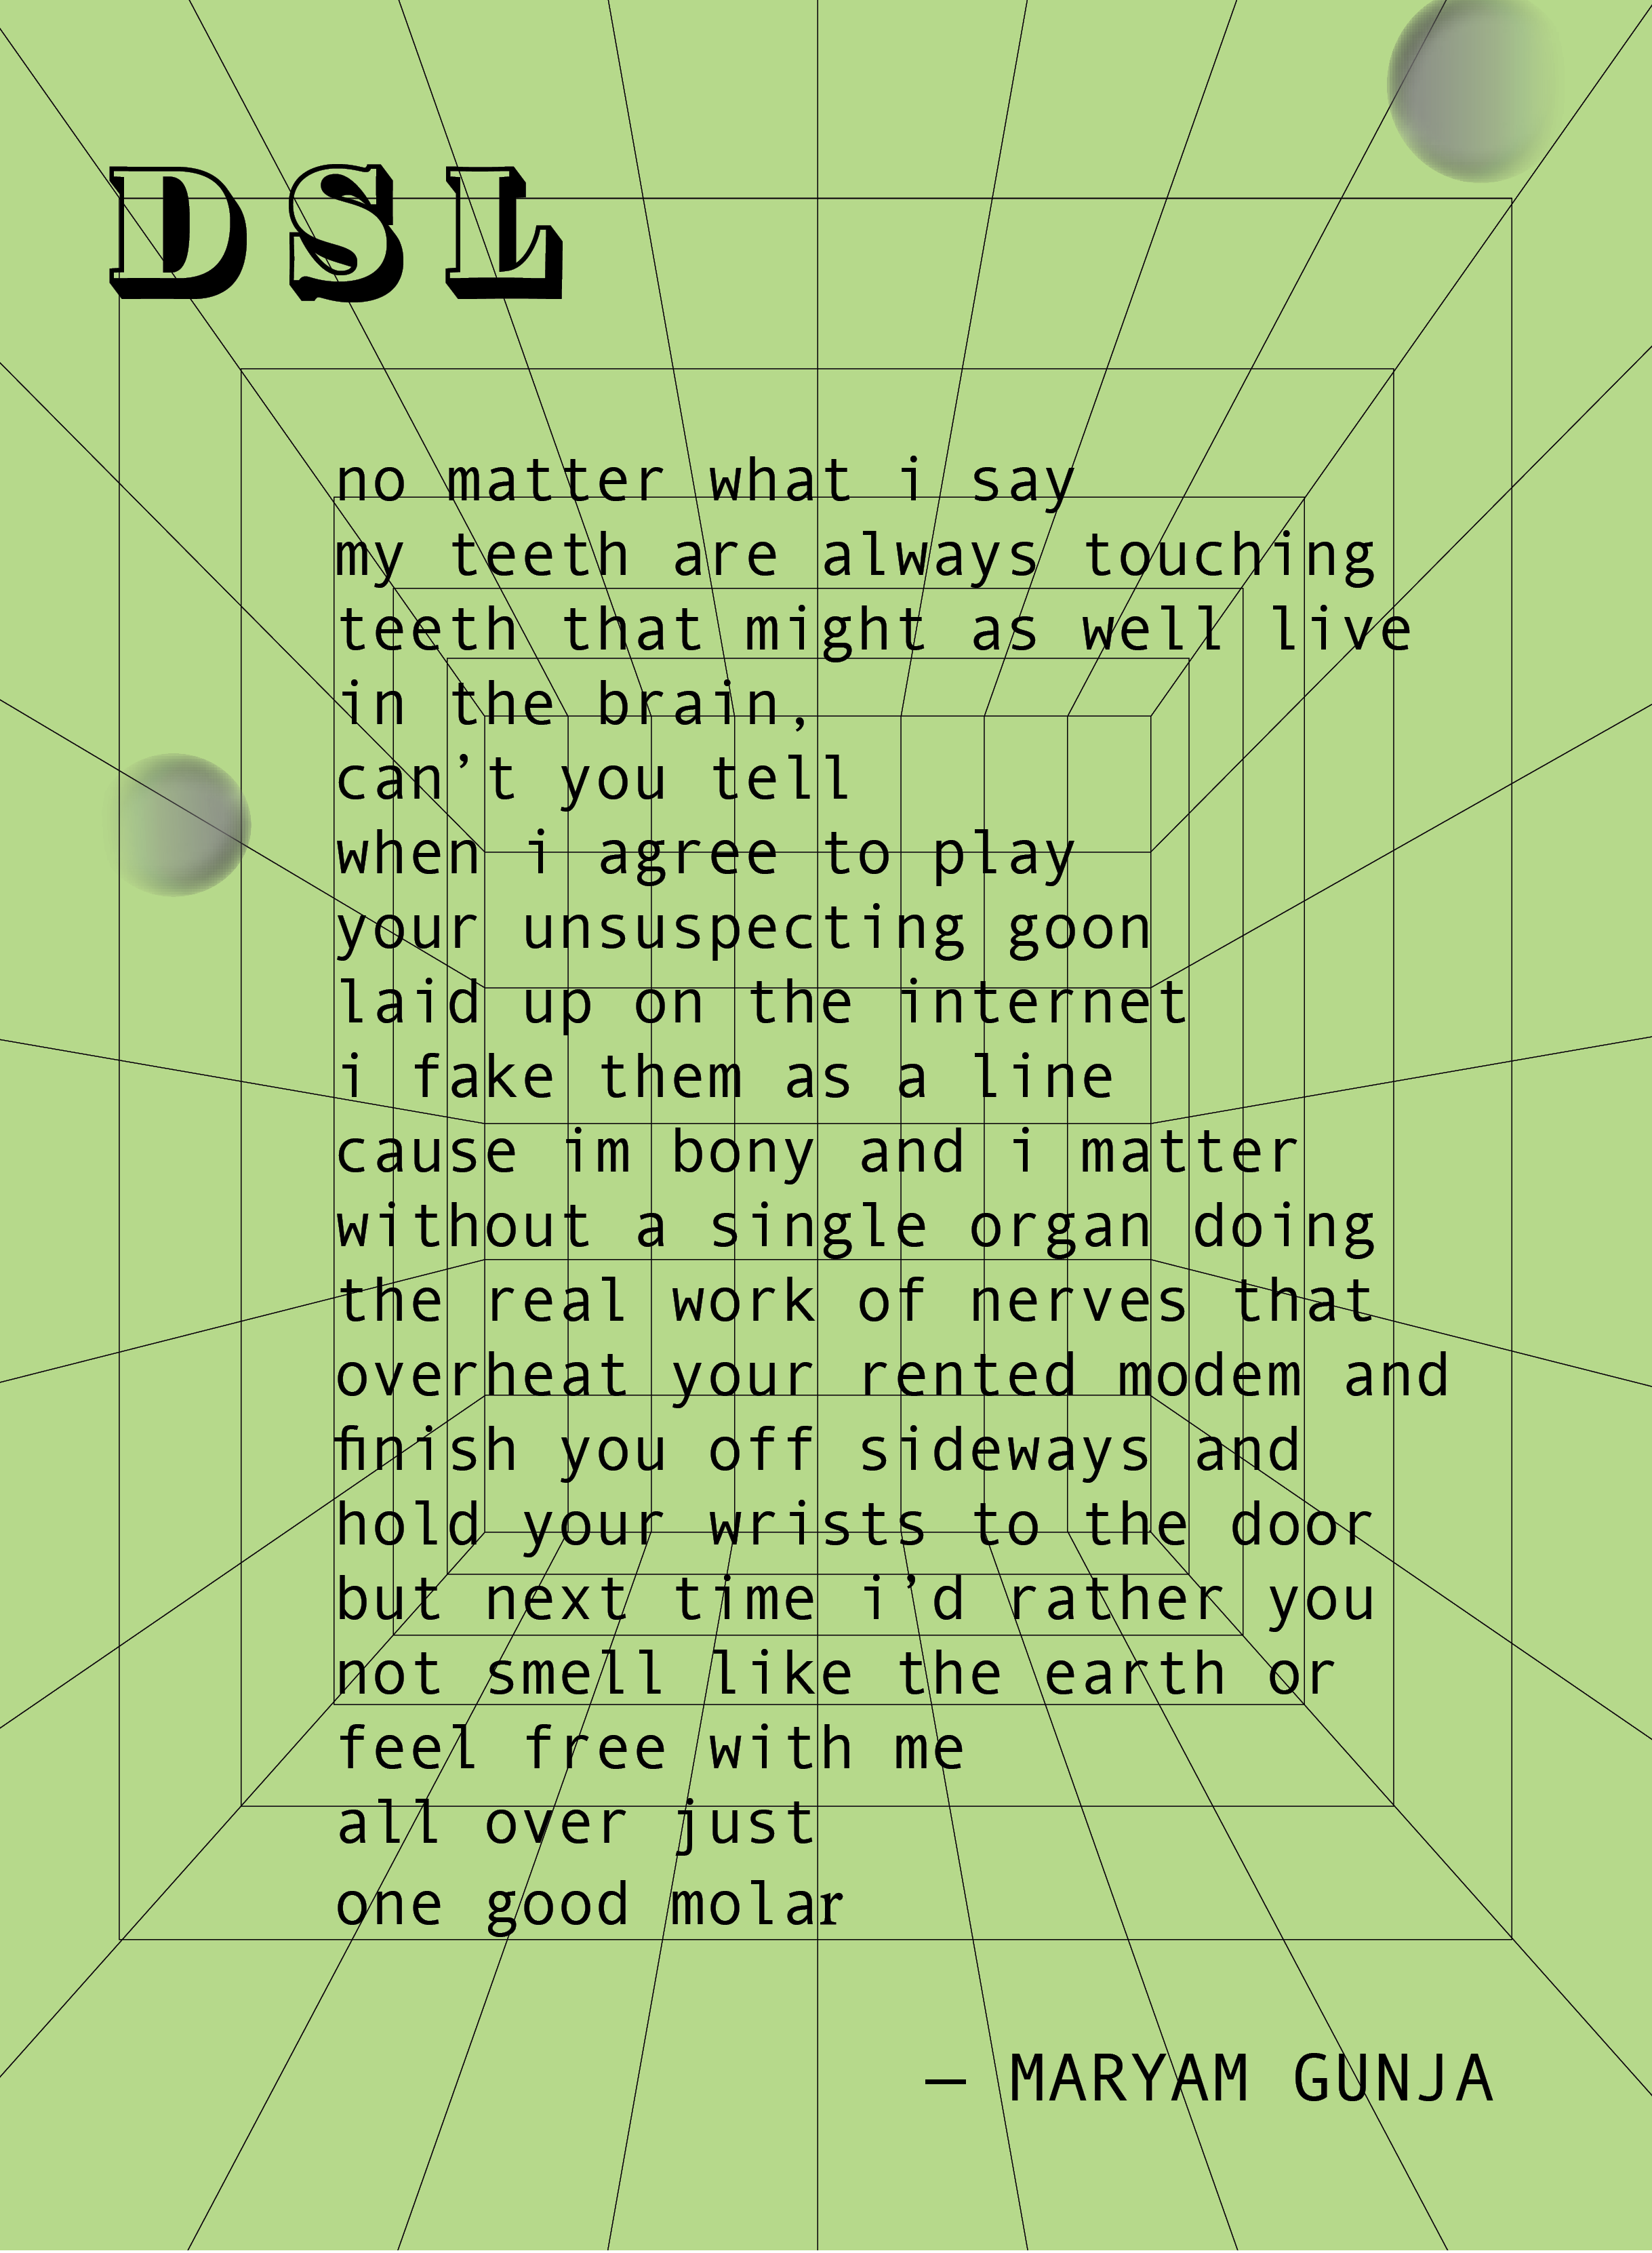 DSL
no matter what i say
my teeth are always touching
teeth that might as well live
in the brain,
can’t you tell
when i agree to play
your unsuspecting goon
laid up on the internet
i fake them as a line
cause im bony and i matter
without a single organ doing
the real work of nerves that
overheat your rented modem and
finish you off sideways and
hold your wrists to the door
but next time i’d rather you
not smell like the earth or
feel free with me
all over just
one good molar
— MARYAM GUNJA